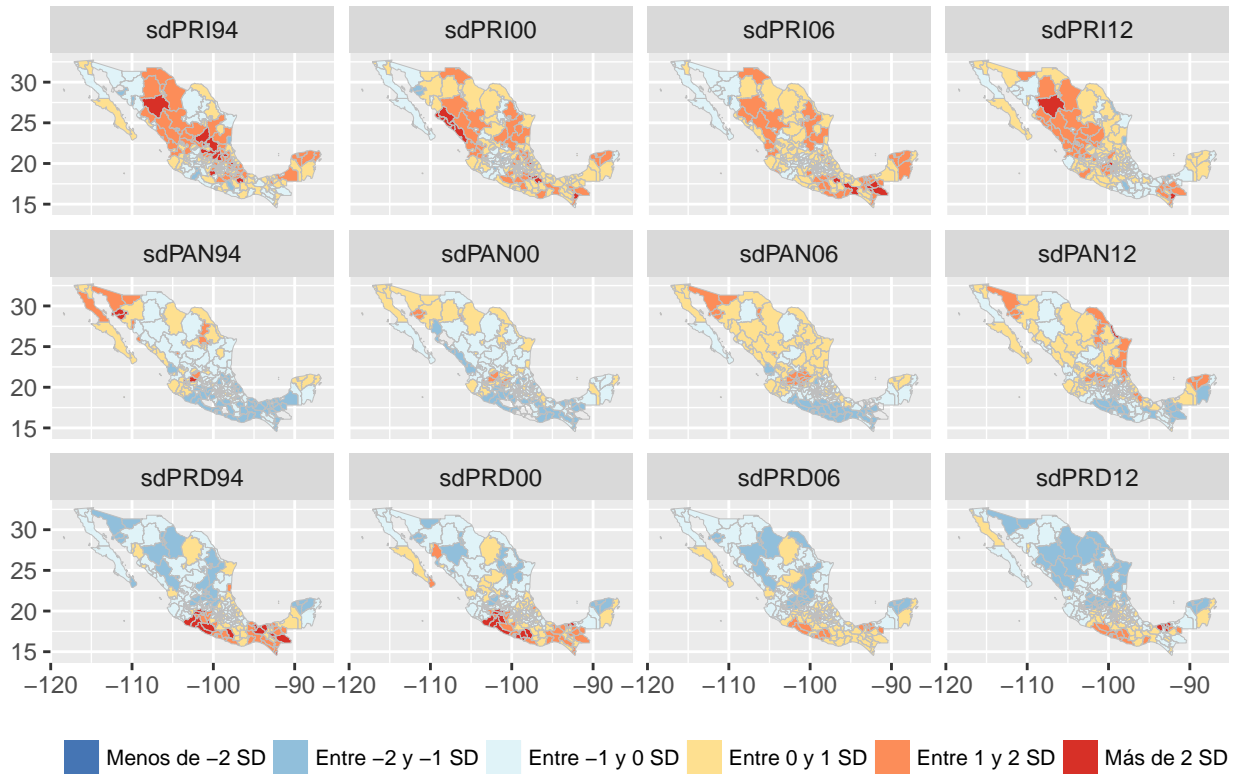 sdPRI94 sdPRI00 sdPRI06 sdPRI12
30
25
20
15
sdPAN94 sdPAN00 sdPAN06 sdPAN12
30
25
20
15
sdPRD94 sdPRD00 sdPRD06 sdPRD12
30
25
20
15
−120 −110 −100 −90 −120 −110 −100 −90 −120 −110 −100 −90 −120 −110 −100 −90
Menos de −2 SD Entre −2 y −1 SD Entre −1 y 0 SD Entre 0 y 1 SD Entre 1 y 2 SD Más de 2 SD